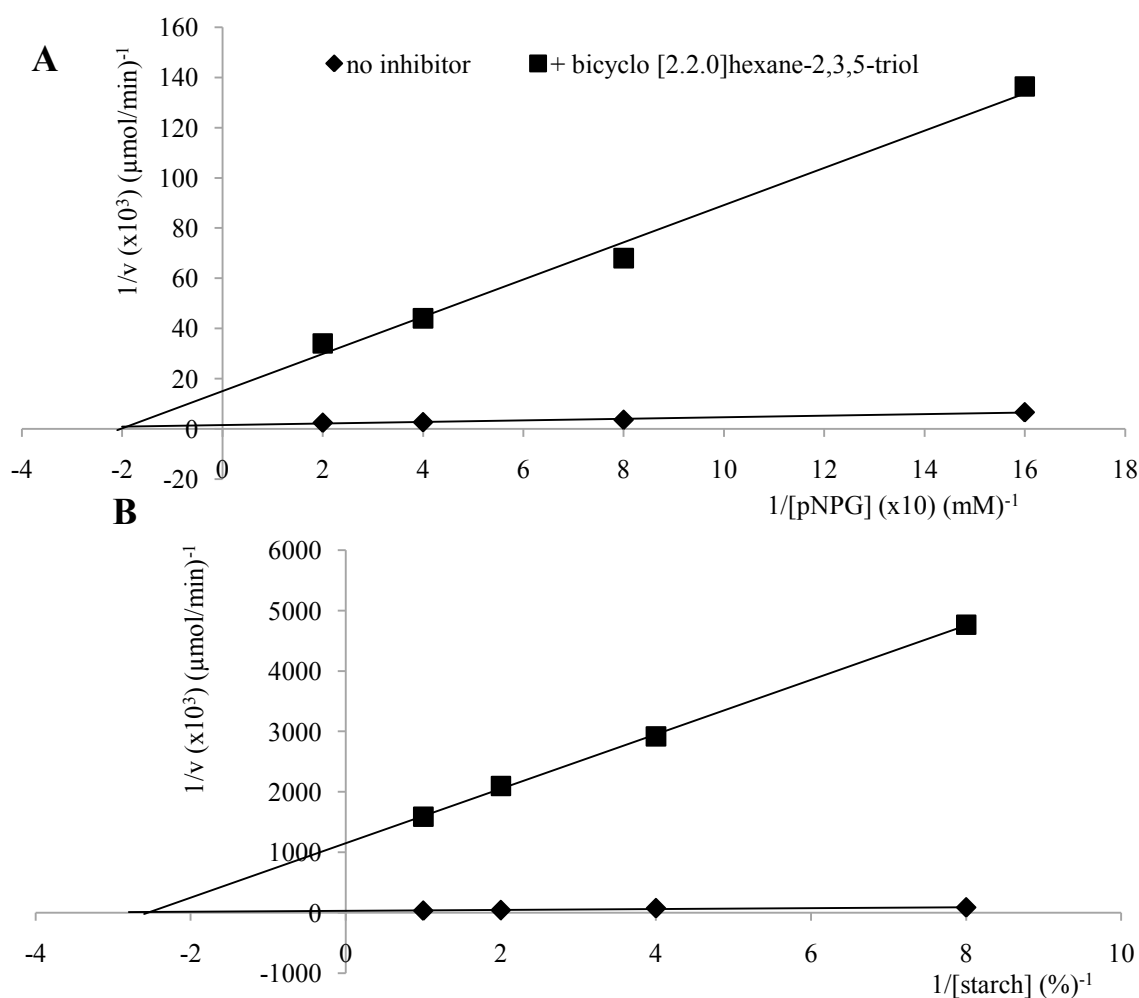 A
160
140
120
100
80
60
40
20
0
-20
1/v (x10³) (μmol/min)⁻¹
no inhibitor + bicyclo [2.2.0]hexane-2,3,5-triol
-4 -2 0 2 4 6 8 10 12 14 16 18
1/[pNPG] (x10) (mM)⁻¹
B
6000
5000
4000
3000
2000
1000
0
-1000
1/v (x10³) (μmol/min)⁻¹
-4 -2 0 2 4 6 8 10
1/[starch] (%)⁻¹